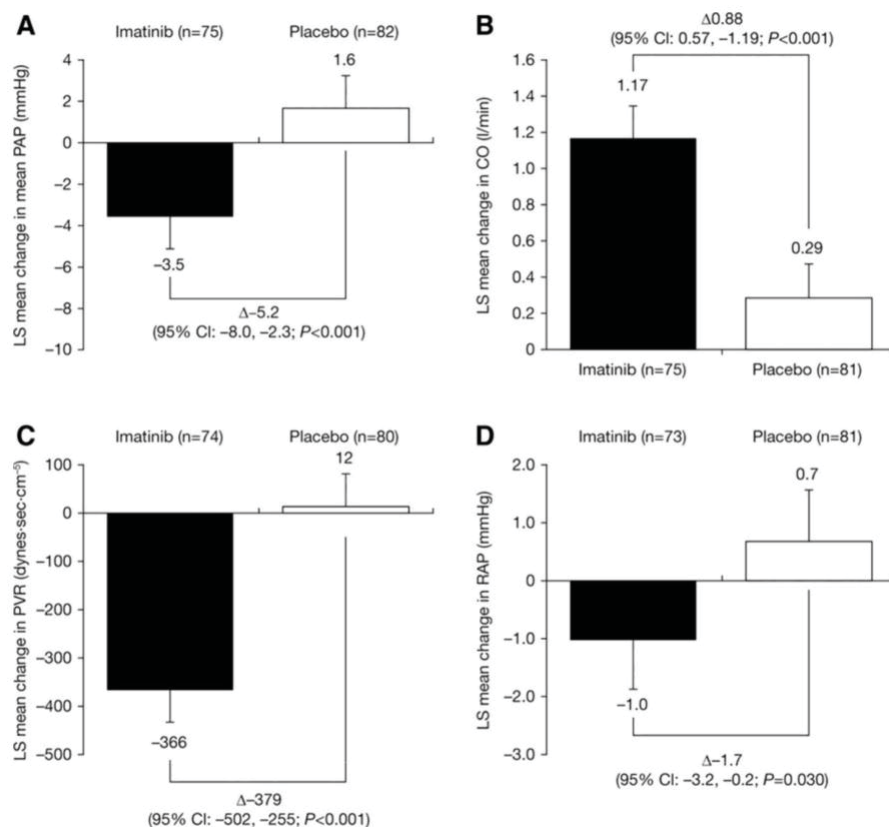 A
Imatinib (n=75) Placebo (n=82)
LS mean change in mean PAP (mmHg)
4
2
0
–2
–4
–6
–8
–10
1.6
–3.5
Δ–5.2
(95% CI: –8.0, –2.3; P<0.001)
B
Δ0.88
(95% CI: 0.57, –1.19; P<0.001)
LS mean change in CO (l/min)
1.6
1.4
1.2
1.0
0.8
0.6
0.4
0.2
0
1.17
0.29
Imatinib (n=75) Placebo (n=81)
C
Imatinib (n=74) Placebo (n=80)
LS mean change in PVR (dynes·sec·cm⁻⁵)
100
0
–100
–200
–300
–400
–500
12
–366
Δ–379
(95% CI: –502, –255; P<0.001)
D
Imatinib (n=73) Placebo (n=81)
LS mean change in RAP (mmHg)
2.0
1.0
0
–1.0
–2.0
–3.0
0.7
–1.0
Δ–1.7
(95% CI: –3.2, –0.2; P=0.030)